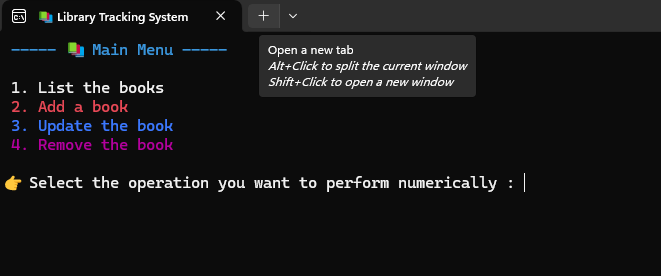 Library Tracking System
Open a new tab
Alt+Click to split the current window
Shift+Click to open a new window
----- 📚 Main Menu -----
1. List the books
2. Add a book
3. Update the book
4. Remove the book
👉 Select the operation you want to perform numerically :